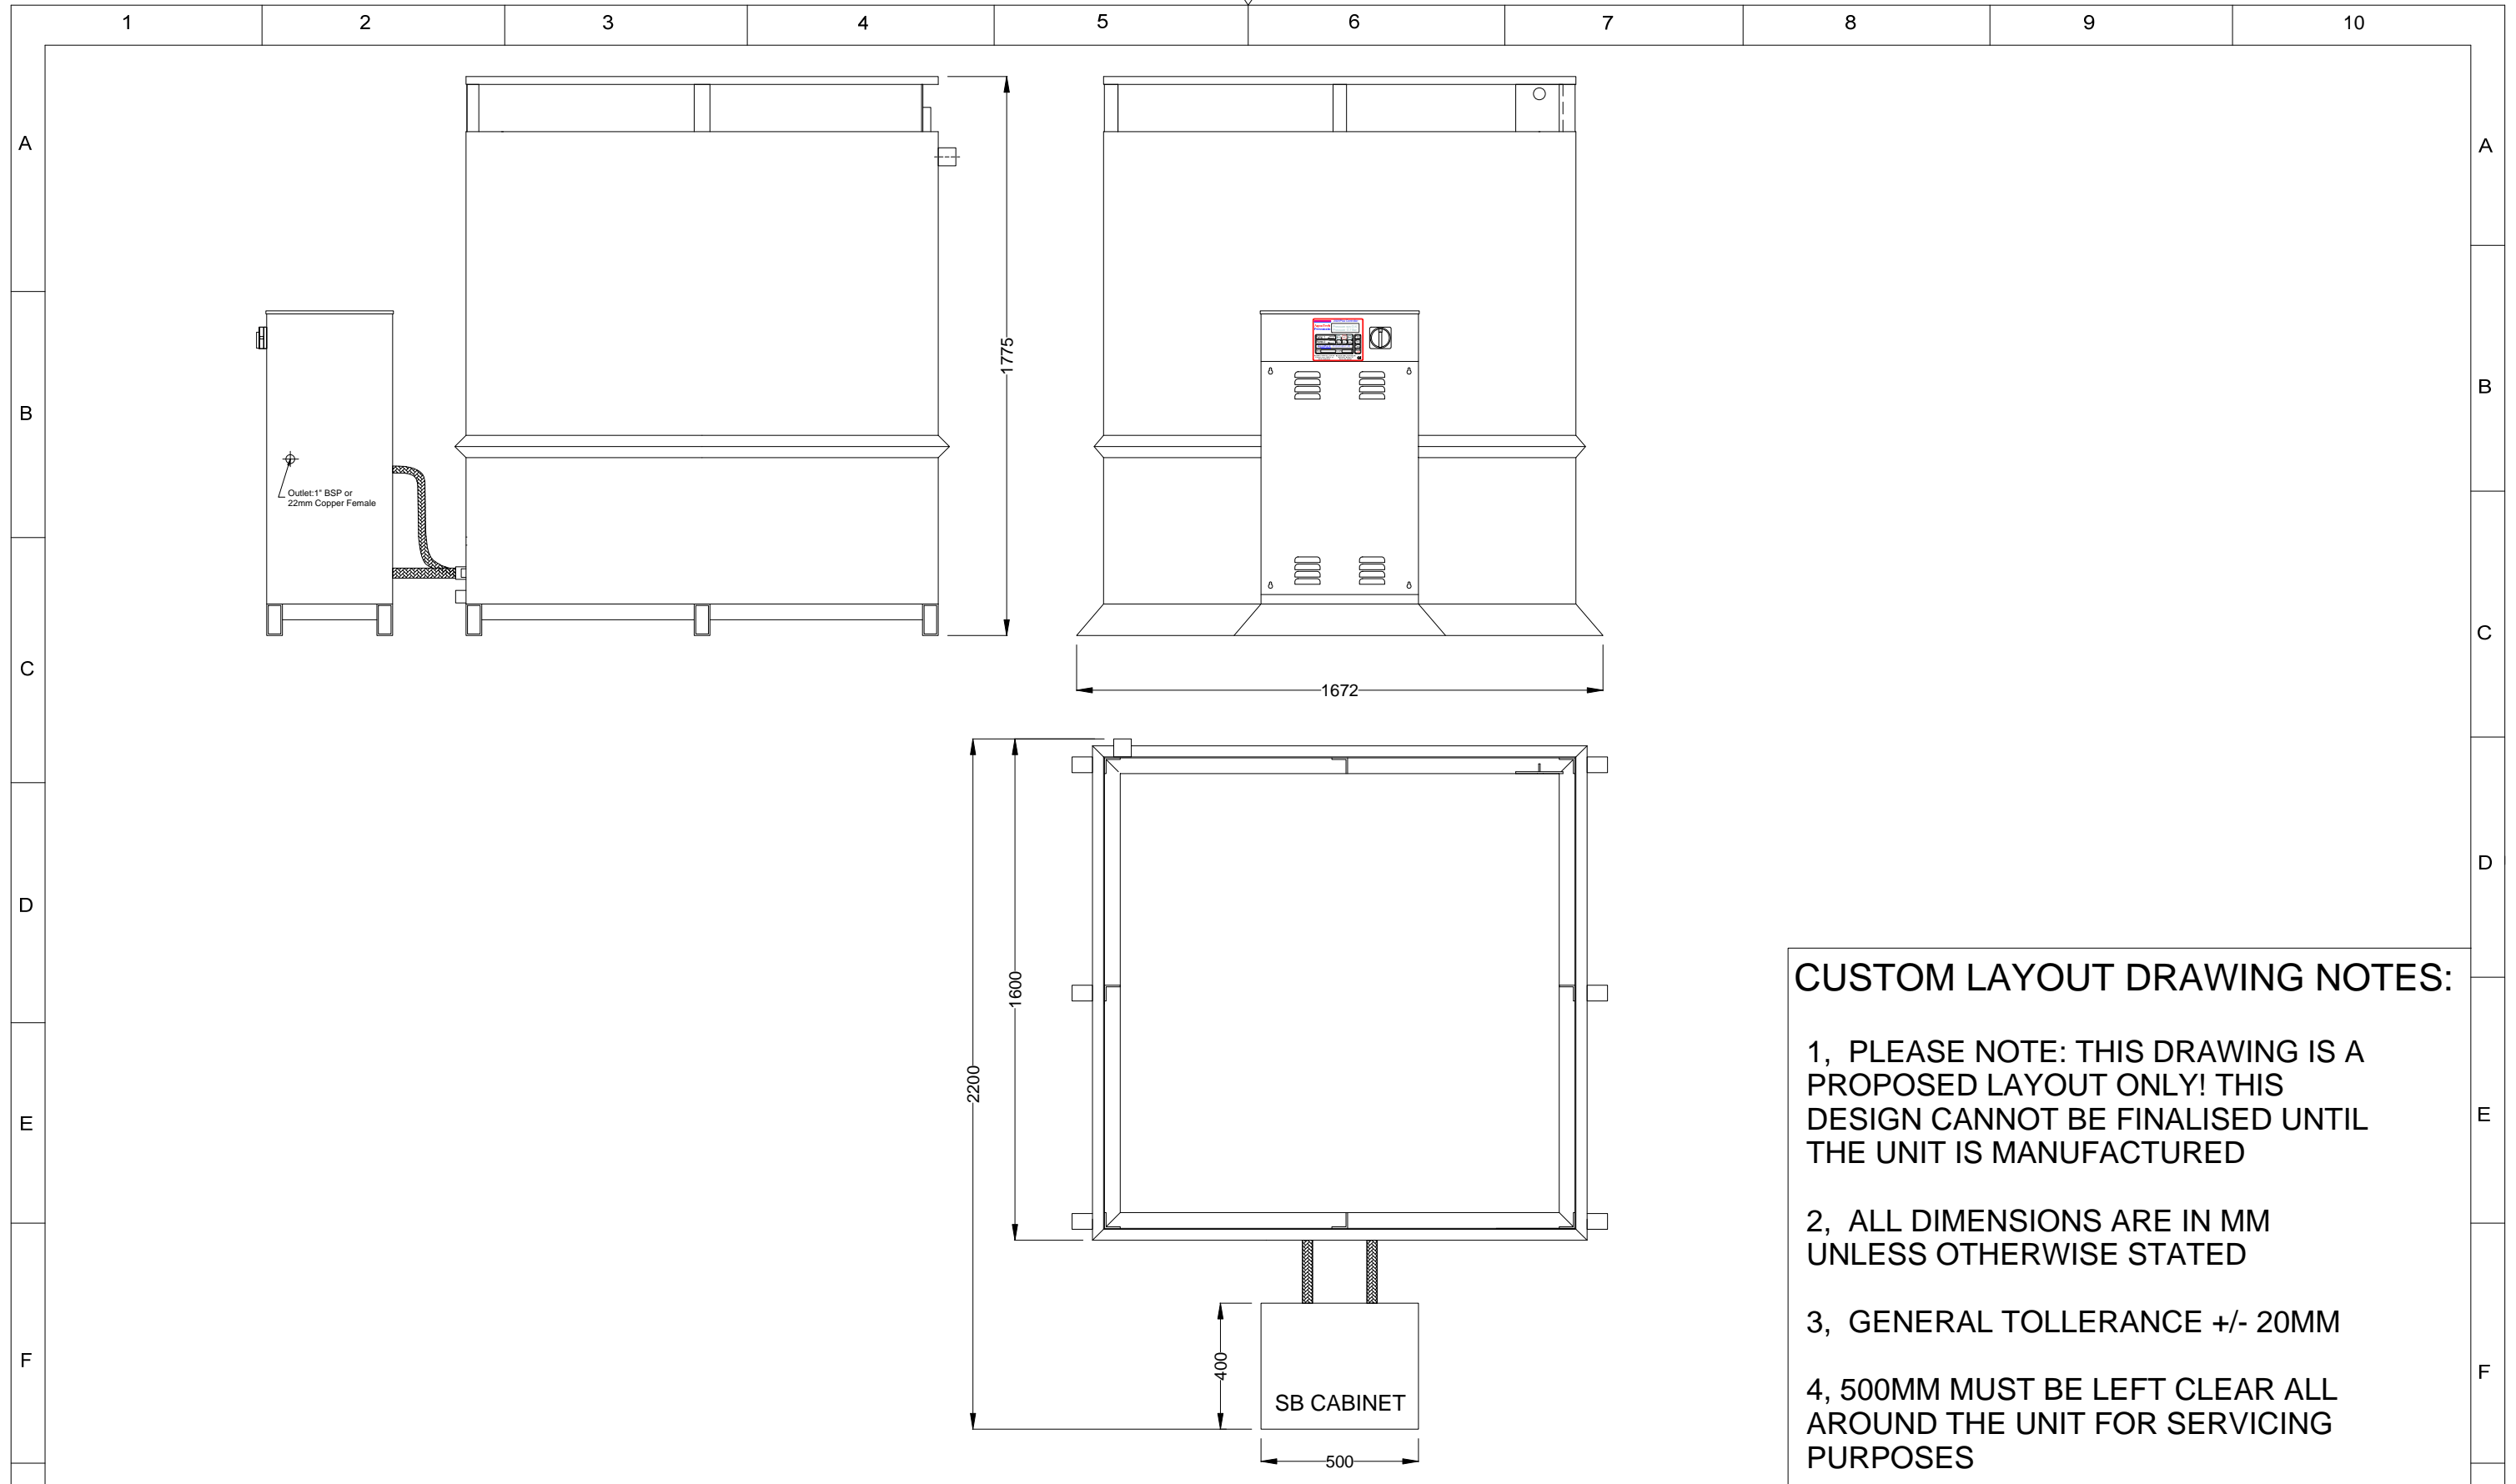 1 2 3 4 5 6 7 8 9 10
A
A
B
B
1775
Outlet:1" BSP or
22mm Copper Female
C
C
1672
D
D
1600
2200
E
E
F
F
400
SB CABINET
500
CUSTOM LAYOUT DRAWING NOTES:
1, PLEASE NOTE: THIS DRAWING IS A
PROPOSED LAYOUT ONLY! THIS
DESIGN CANNOT BE FINALISED UNTIL
THE UNIT IS MANUFACTURED
2, ALL DIMENSIONS ARE IN MM
UNLESS OTHERWISE STATED
3, GENERAL TOLLERANCE +/- 20MM
4, 500MM MUST BE LEFT CLEAR ALL
AROUND THE UNIT FOR SERVICING
PURPOSES